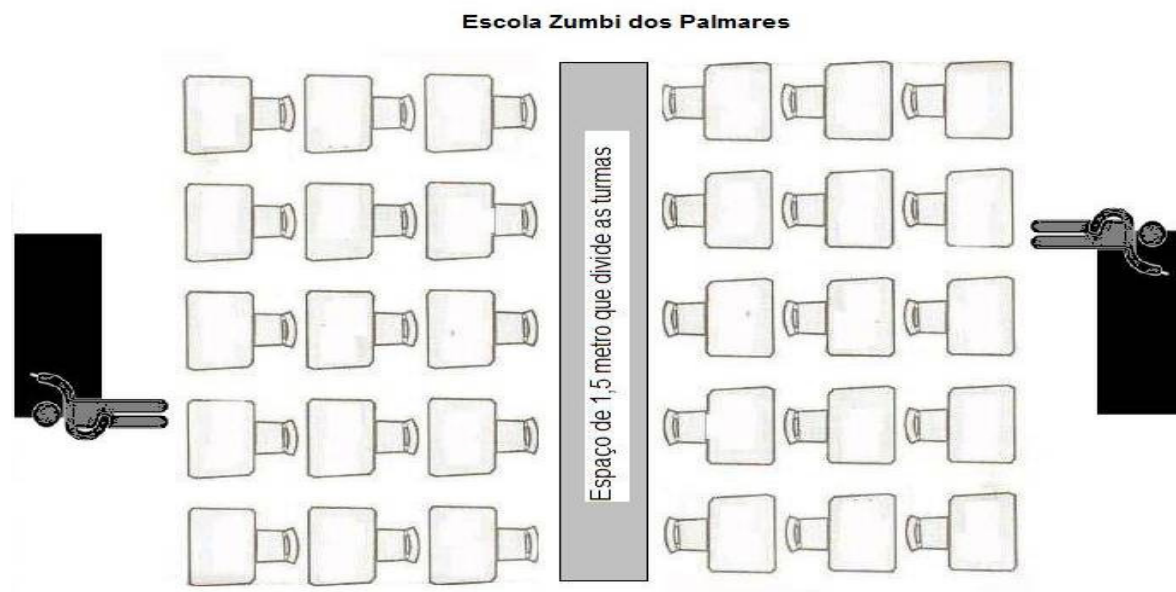 Escola Zumbi dos Palmares
Espaço de 1,5 metro que divide as turmas